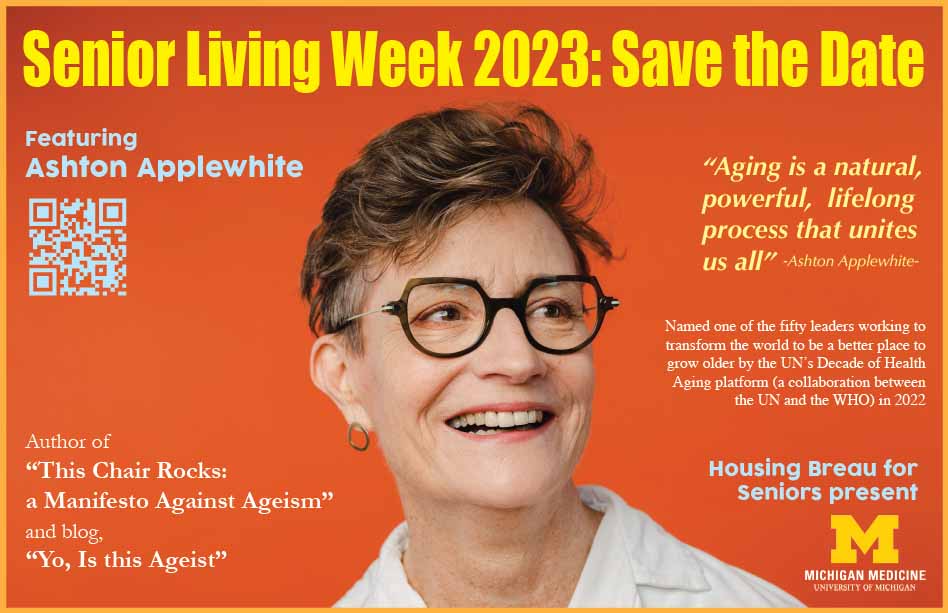 Senior Living Week 2023: Save the Date
Featuring
Ashton Applewhite
“Aging is a natural,
powerful, lifelong
process that unites
us all” -Ashton Applewhite-
Named one of the fifty leaders working to
transform the world to be a better place to
grow older by the UN’s Decade of Health
Aging platform (a collaboration between
the UN and the WHO) in 2022
Author of
“This Chair Rocks:
a Manifesto Against Ageism”
and blog,
“Yo, Is this Ageist”
Housing Breau for
Seniors present
M
MICHIGAN MEDICINE
UNIVERSITY OF MICHIGAN